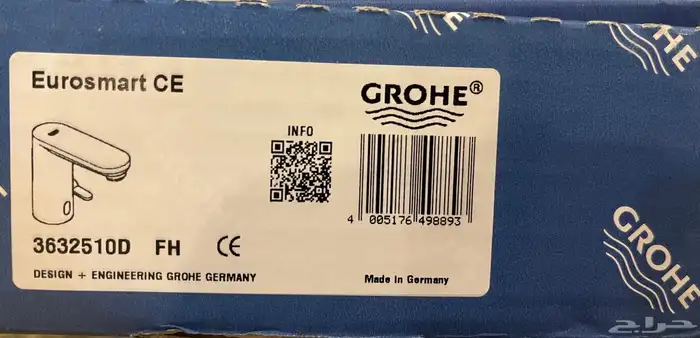 Eurosmart CE
GROHE®
INFO
4 005176 498893
3632510D FH CE
DESIGN + ENGINEERING GROHE GERMANY
Made in Germany
GROHE
GROHE
حراج